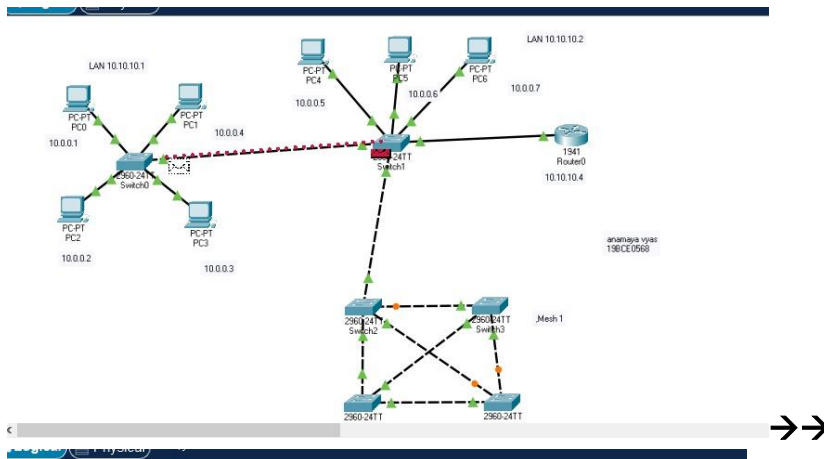 LAN 10.10.10.2
LAN 10.10.10.1
PC-PT
PC4
PC-PT
PC5
PC-PT
PC6
10.0.0.5
10.0.0.6
10.0.0.7
PC-PT
PC0
PC-PT
PC1
10.0.0.1
10.0.0.4
2960-24TT
Switch0
2960-24TT
Switch1
1941
Router0
10.10.10.4
PC-PT
PC2
PC-PT
PC3
10.0.0.2
10.0.0.3
anamaya vyas
19BCE0568
2960-24TT
Switch2
2960-24TT
Switch3
,Mesh 1
2960-24TT
2960-24TT
Logical
Physical